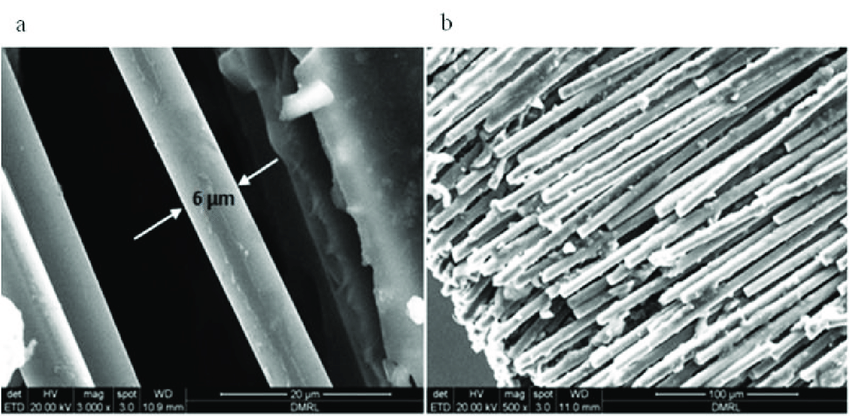 a
b
6 µm
det HV mag spot WD 20 µm
ETD 20.00 kV 3 000 x 3.0 10.9 mm DMRL
det HV mag spot WD 100 µm
ETD 20.00 kV 500 x 3.0 11.0 mm DMRL